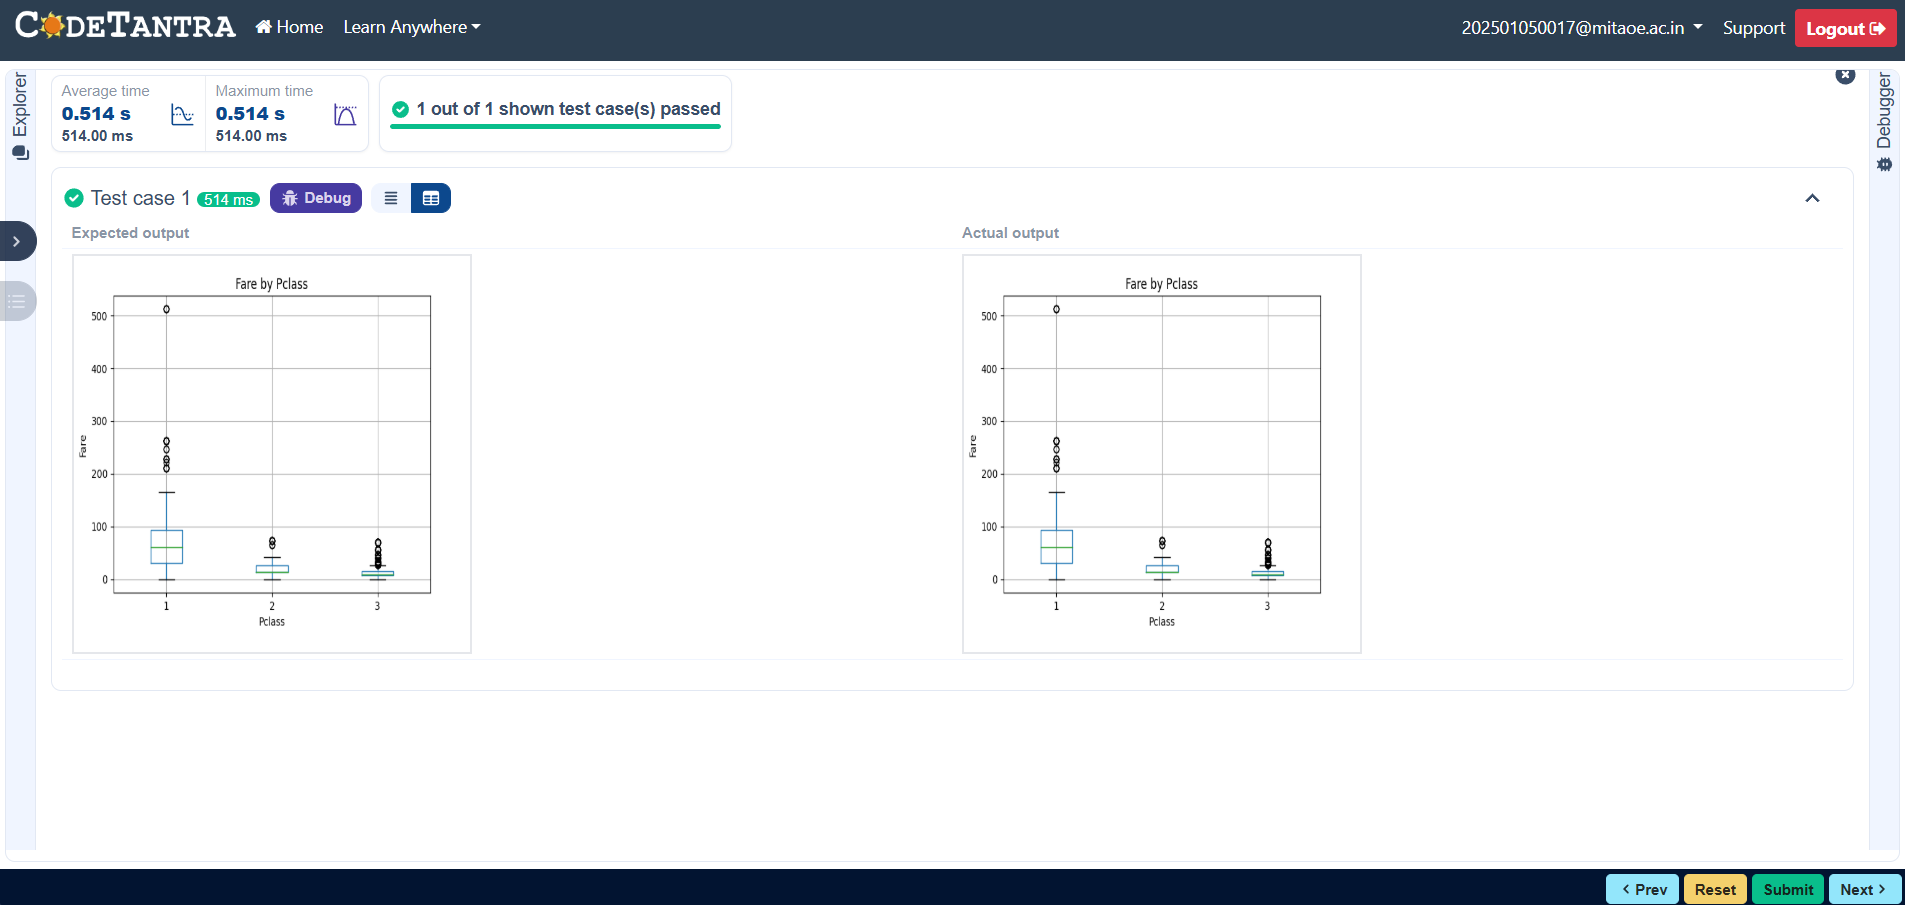 CODETANTRA
Home
Learn Anywhere
202501050017@mitaoe.ac.in
Support
Logout
Explorer
Debugger
Average time
0.514 s
514.00 ms
Maximum time
0.514 s
514.00 ms
1 out of 1 shown test case(s) passed
Test case 1
514 ms
Debug
Expected output
Actual output
Fare by Pclass
500
400
300
200
100
0
Fare
1
2
3
Pclass
Fare by Pclass
500
400
300
200
100
0
Fare
1
2
3
Pclass
Prev
Reset
Submit
Next